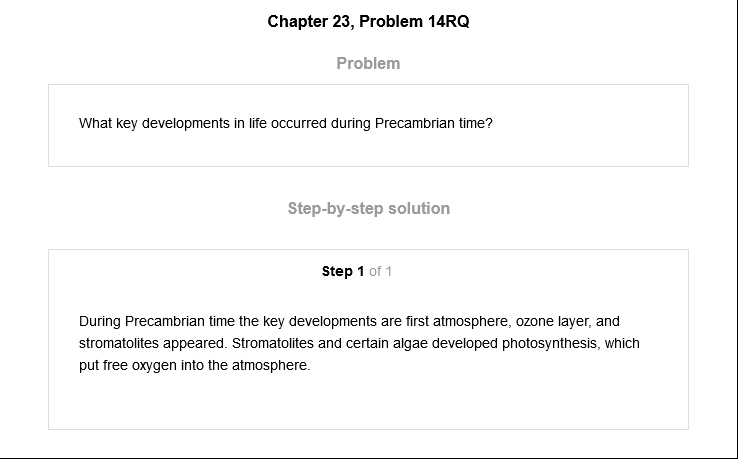 Chapter 23, Problem 14RQ
Problem
What key developments in life occurred during Precambrian time?
Step-by-step solution
Step 1 of 1
During Precambrian time the key developments are first atmosphere, ozone layer, and
stromatolites appeared. Stromatolites and certain algae developed photosynthesis, which
put free oxygen into the atmosphere.